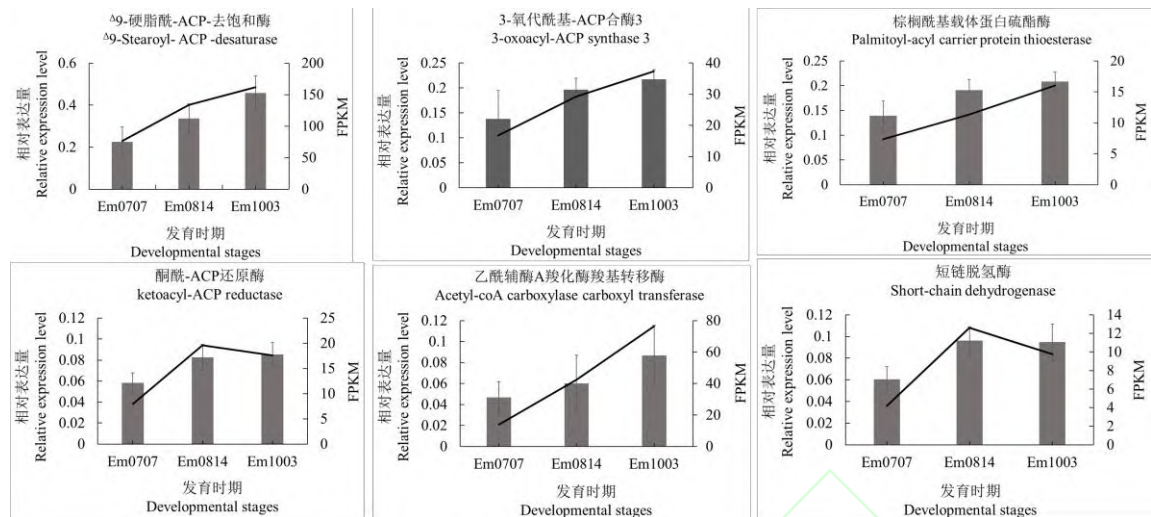 Δ9-硬脂酰-ACP-去饱和酶
Δ9-Stearoyl- ACP -desaturase
相对表达量
Relative expression level
0.6
0.4
0.2
0
200
150
100
50
0
FPKM
Em0707 Em0814 Em1003
发育时期
Developmental stages
3-氧代酰基-ACP合酶3
3-oxoacyl-ACP synthase 3
相对表达量
Relative expression level
0.25
0.2
0.15
0.1
0.05
0
40
30
20
10
0
FPKM
Em0707 Em0814 Em1003
发育时期
Developmental stages
棕榈酰基载体蛋白硫酯酶
Palmitoyl-acyl carrier protein thioesterase
相对表达量
Relative expression level
0.25
0.2
0.15
0.1
0.05
0
20
15
10
5
0
FPKM
Em0707 Em0814 Em1003
发育时期
Developmental stages
酮酰-ACP还原酶
ketoacyl-ACP reductase
相对表达量
Relative expression level
0.12
0.1
0.08
0.06
0.04
0.02
0
25
20
15
10
5
0
FPKM
Em0707 Em0814 Em1003
发育时期
Developmental stages
乙酰辅酶A羧化酶羧基转移酶
Acetyl-coA carboxylase carboxyl transferase
相对表达量
Relative expression level
0.12
0.1
0.08
0.06
0.04
0.02
0
80
60
40
20
0
FPKM
Em0707 Em0814 Em1003
发育时期
Developmental stages
短链脱氢酶
Short-chain dehydrogenase
相对表达量
Relative expression level
0.12
0.1
0.08
0.06
0.04
0.02
0
14
12
10
8
6
4
2
0
FPKM
Em0707 Em0814 Em1003
发育时期
Developmental stages